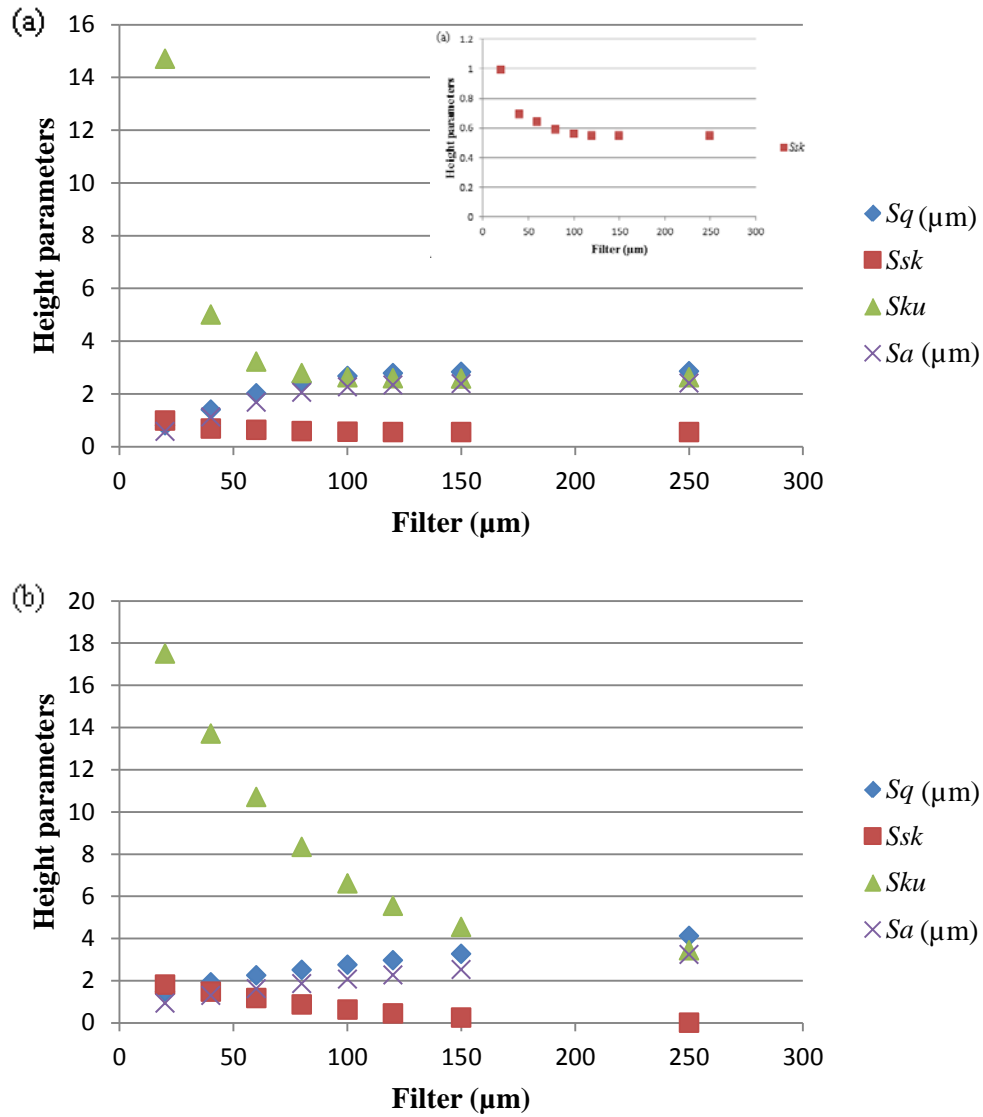 (a)
16
14
12
10
8
6
4
2
0
0 50 100 150 200 250 300
Height parameters
Filter (µm)
(a)
1.2
1
0.8
0.6
0.4
0.2
0
0 50 100 150 200 250 300
Height parameters
Filter (µm)
Ssk
Sq (µm)
Ssk
Sku
Sa (µm)
(b)
20
18
16
14
12
10
8
6
4
2
0
0 50 100 150 200 250 300
Height parameters
Filter (µm)
Sq (µm)
Ssk
Sku
Sa (µm)